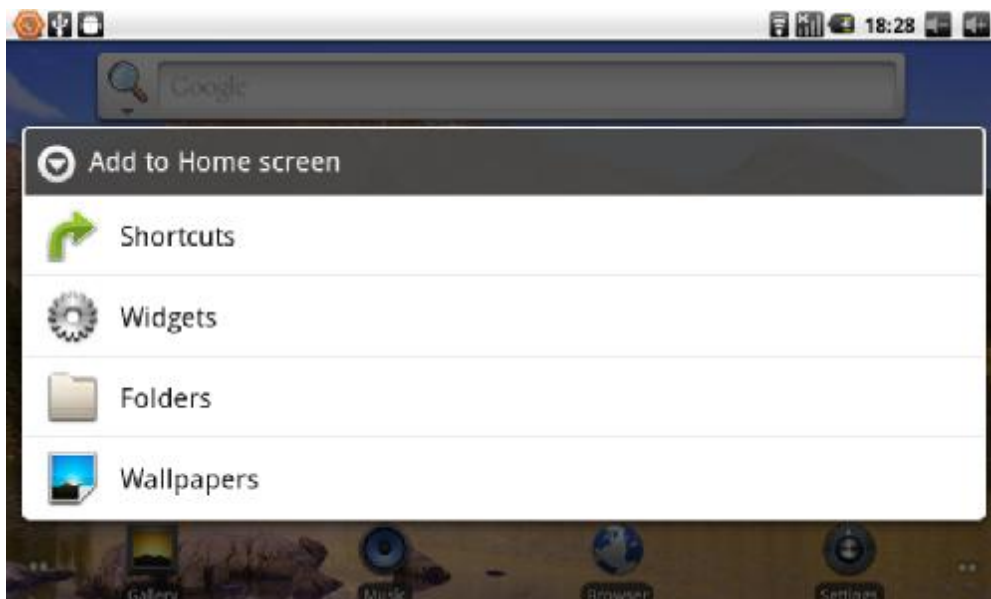 18:28
Google
Add to Home screen
Shortcuts
Widgets
Folders
Wallpapers
Gallery
Music
Browser
Settings